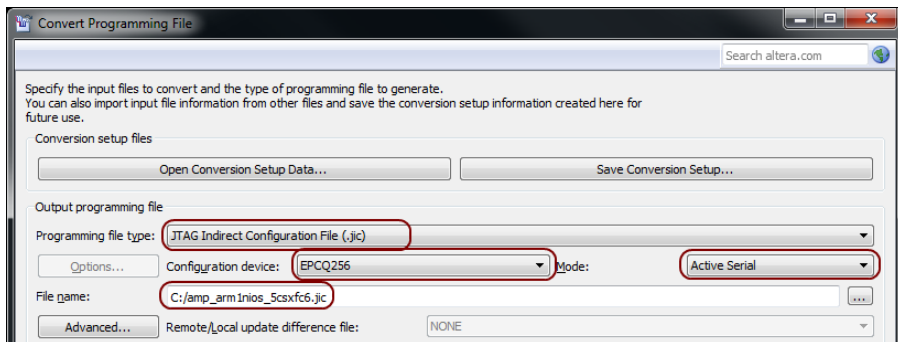 Convert Programming File
Search altera.com
Specify the input files to convert and the type of programming file to generate.
You can also import input file information from other files and save the conversion setup information created here for
future use.
Conversion setup files
Open Conversion Setup Data...
Save Conversion Setup...
Output programming file
Programming file type: JTAG Indirect Configuration File (.jic)
Options... Configuration device: EPCQ256 Mode: Active Serial
File name: C:/amp_arm1nios_5csxfc6.jic ...
Advanced... Remote/Local update difference file: NONE